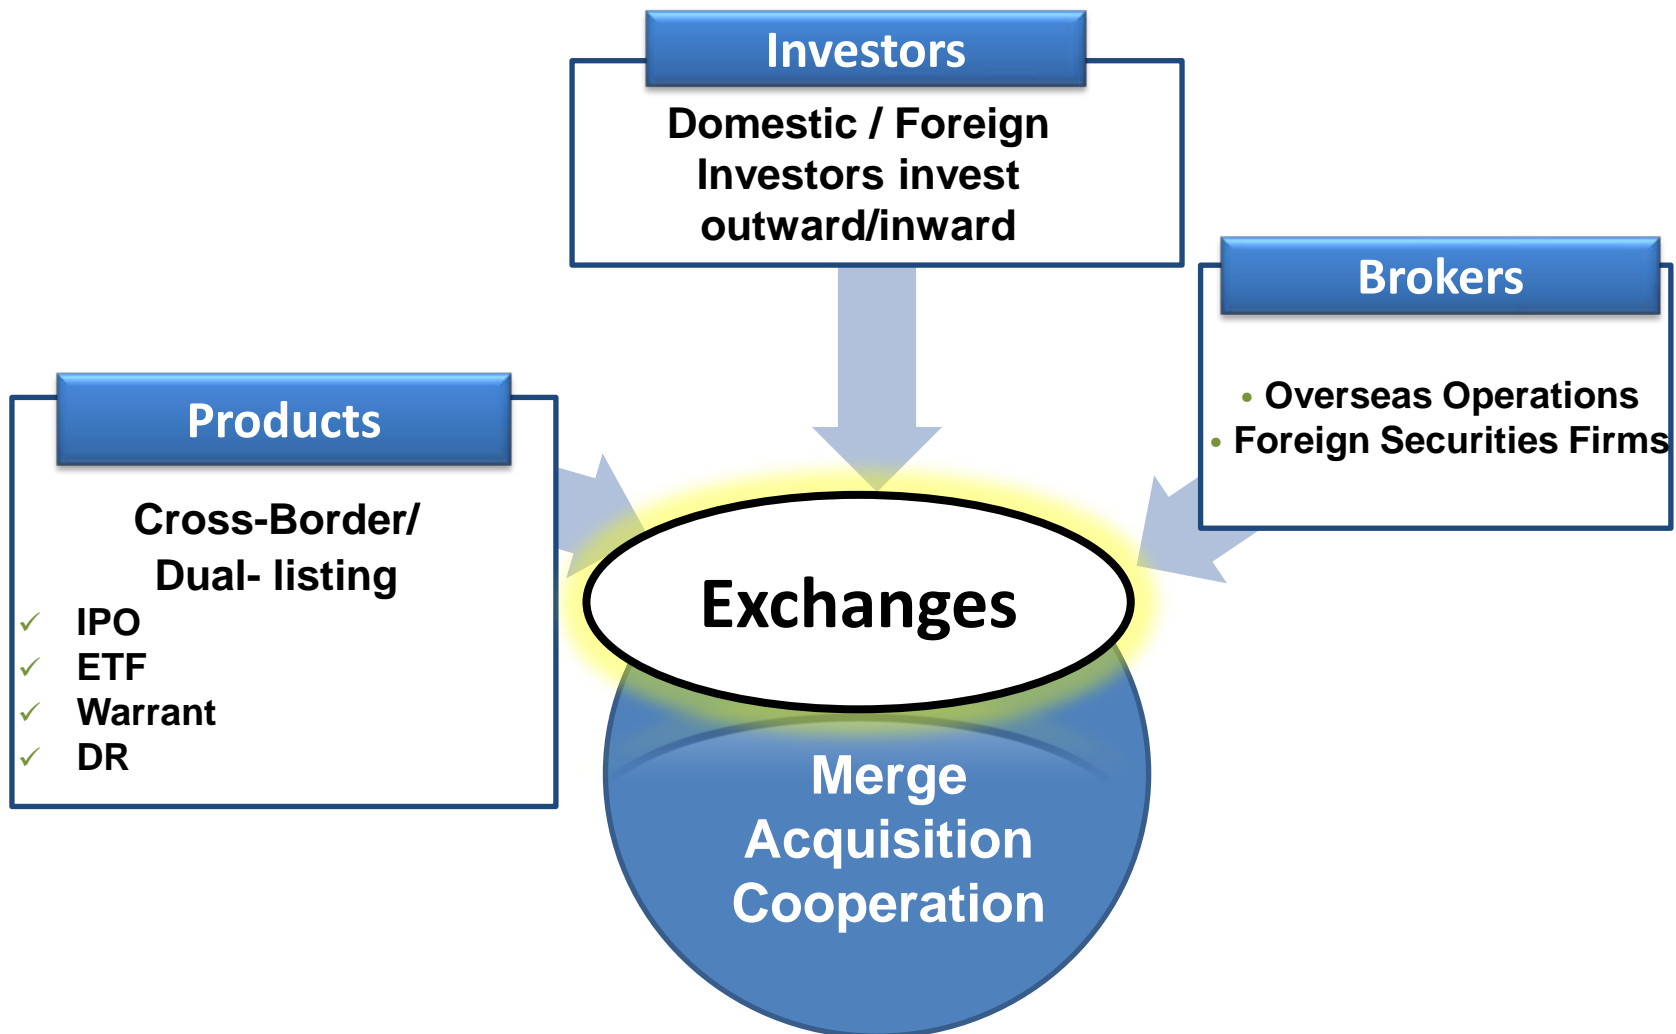 Investors
Domestic / Foreign
Investors invest
outward/inward
Brokers
• Overseas Operations
• Foreign Securities Firms
Products
Cross-Border/
Dual- listing
✓ IPO
✓ ETF
✓ Warrant
✓ DR
Exchanges
Merge
Acquisition
Cooperation